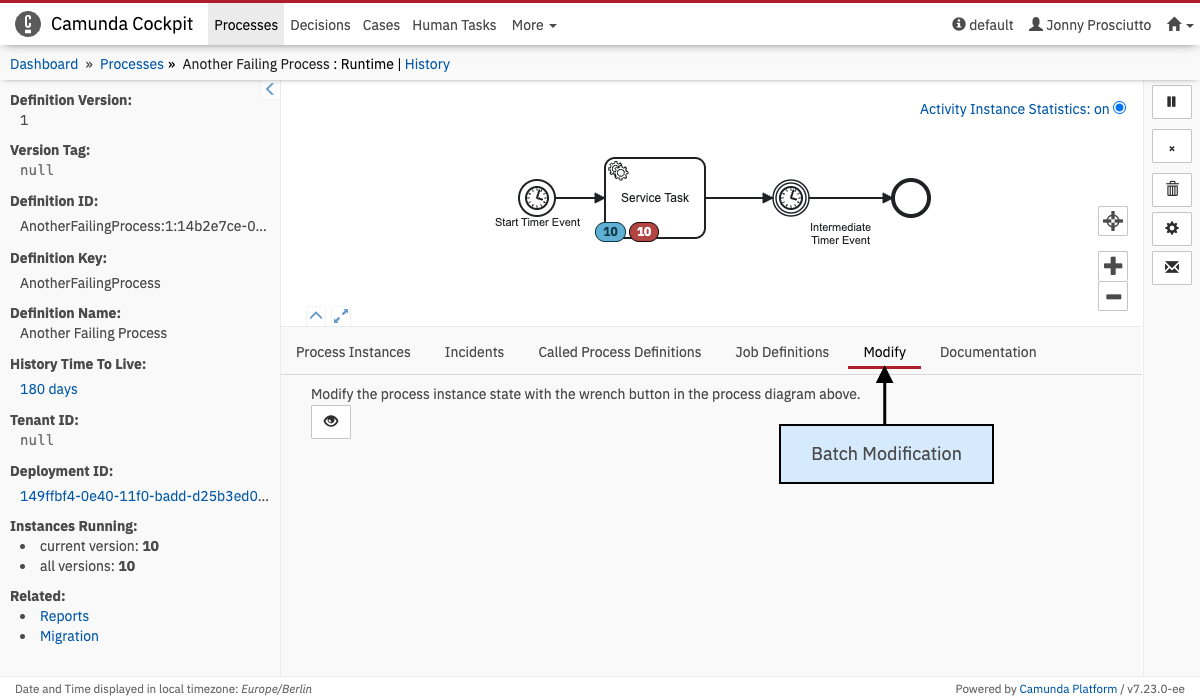 Camunda Cockpit Processes Decisions Cases Human Tasks More default Jonny Prosciutto
Dashboard » Processes » Another Failing Process : Runtime | History
Definition Version:
1
Version Tag:
null
Definition ID:
AnotherFailingProcess:1:14b2e7ce-0...
Definition Key:
AnotherFailingProcess
Definition Name:
Another Failing Process
History Time To Live:
180 days
Tenant ID:
null
Deployment ID:
149ffbf4-0e40-11f0-badd-d25b3ed0...
Instances Running:
• current version: 10
• all versions: 10
Related:
• Reports
• Migration
Activity Instance Statistics: on
Start Timer Event
Service Task
10 10
Intermediate
Timer Event
Process Instances Incidents Called Process Definitions Job Definitions Modify Documentation
Modify the process instance state with the wrench button in the process diagram above.
Batch Modification
Date and Time displayed in local timezone: Europe/Berlin
Powered by Camunda Platform / v7.23.0-ee